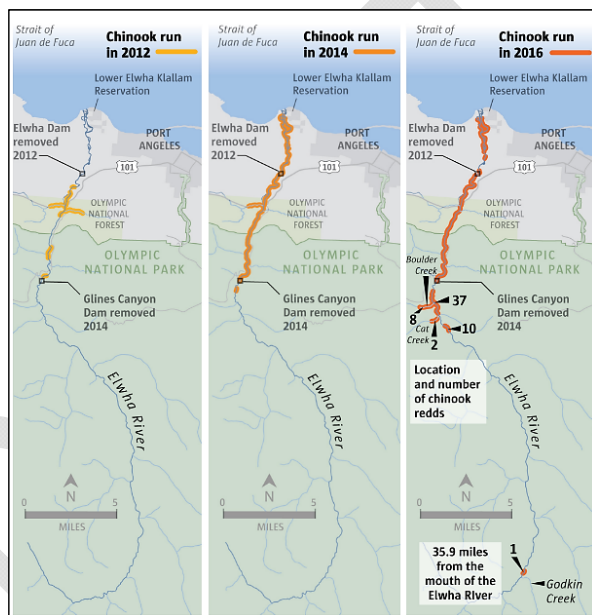 Strait of
Juan de Fuca
Chinook run
in 2012
Lower Elwha Klallam
Reservation
Elwha Dam
removed
2012
PORT
ANGELES
101
OLYMPIC
NATIONAL
FOREST
OLYMPIC
NATIONAL PARK
Glines Canyon
Dam removed
2014
Elwha River
N
0
5
MILES
Strait of
Juan de Fuca
Chinook run
in 2014
Lower Elwha Klallam
Reservation
Elwha Dam
removed
2012
PORT
ANGELES
101
OLYMPIC
NATIONAL
FOREST
OLYMPIC
NATIONAL PARK
Glines Canyon
Dam removed
2014
Elwha River
N
0
5
MILES
Strait of
Juan de Fuca
Chinook run
in 2016
Lower Elwha Klallam
Reservation
Elwha Dam
removed
2012
PORT
ANGELES
101
OLYMPIC
NATIONAL
FOREST
OLYMPIC
NATIONAL PARK
Boulder
Creek
37
Glines Canyon
Dam removed
2014
8
Cat
Creek
2
10
Location
and number
of chinook
redds
Elwha River
N
0
5
MILES
35.9 miles
from the
mouth of the
Elwha River
1
Godkin
Creek